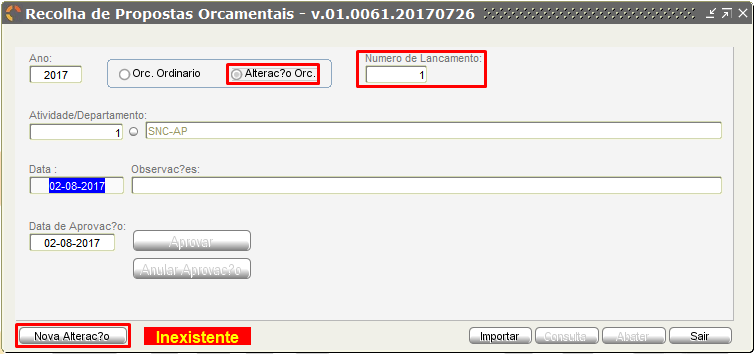 Recolha de Propostas Orcamentais - v.01.0061.20170726
Ano: Numero de Lancamento:
2017 Orc. Ordinario Alterac?o Orc. 1
Atividade/Departamento:
1 SNC-AP
Data : Observac?es:
02-08-2017
Data de Aprovac?o:
02-08-2017 Aprovar
Anular Aprovac?o
Nova Alterac?o Inexistente Importar Consulta Abater Sair